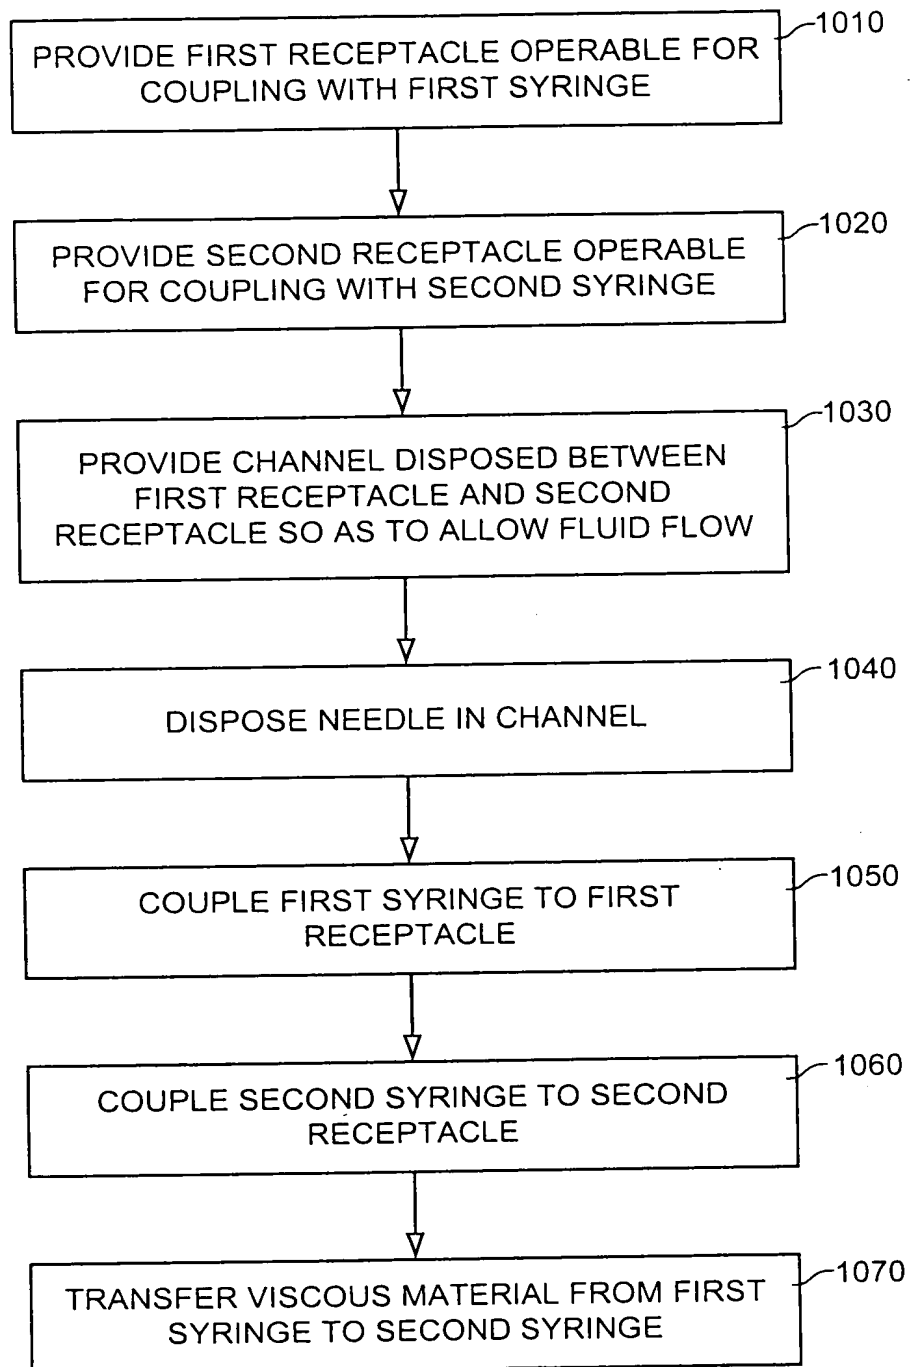 1010
PROVIDE FIRST RECEPTACLE OPERABLE FOR
COUPLING WITH FIRST SYRINGE
1020
PROVIDE SECOND RECEPTACLE OPERABLE
FOR COUPLING WITH SECOND SYRINGE
1030
PROVIDE CHANNEL DISPOSED BETWEEN
FIRST RECEPTACLE AND SECOND
RECEPTACLE SO AS TO ALLOW FLUID FLOW
1040
DISPOSE NEEDLE IN CHANNEL
1050
COUPLE FIRST SYRINGE TO FIRST
RECEPTACLE
1060
COUPLE SECOND SYRINGE TO SECOND
RECEPTACLE
1070
TRANSFER VISCOUS MATERIAL FROM FIRST
SYRINGE TO SECOND SYRINGE